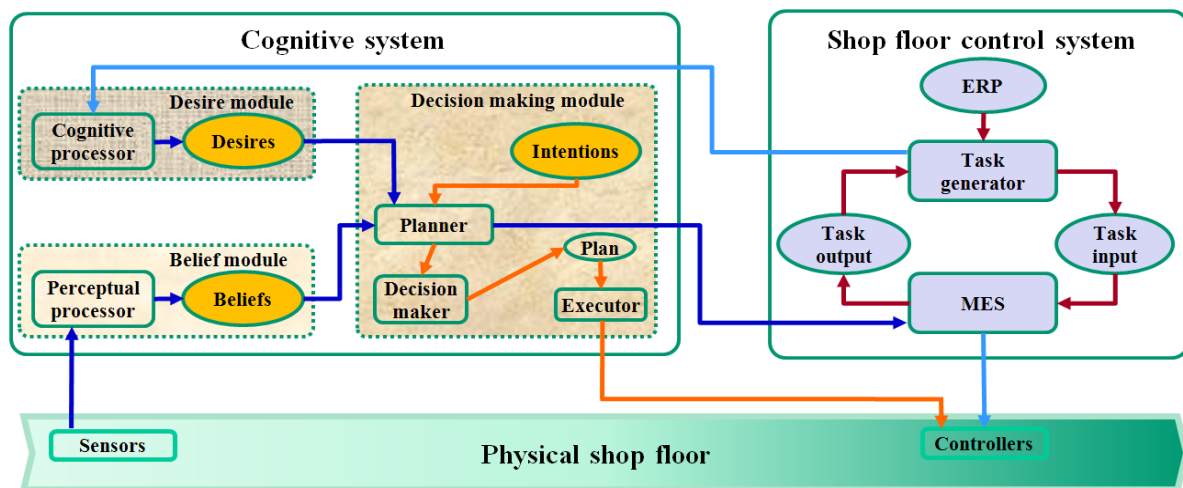 Cognitive system
Desire module
Cognitive
processor
Desires
Decision making module
Intentions
Planner
Plan
Decision
maker
Executor
Belief module
Perceptual
processor
Beliefs
Shop floor control system
ERP
Task
generator
Task
output
Task
input
MES
Sensors
Physical shop floor
Controllers